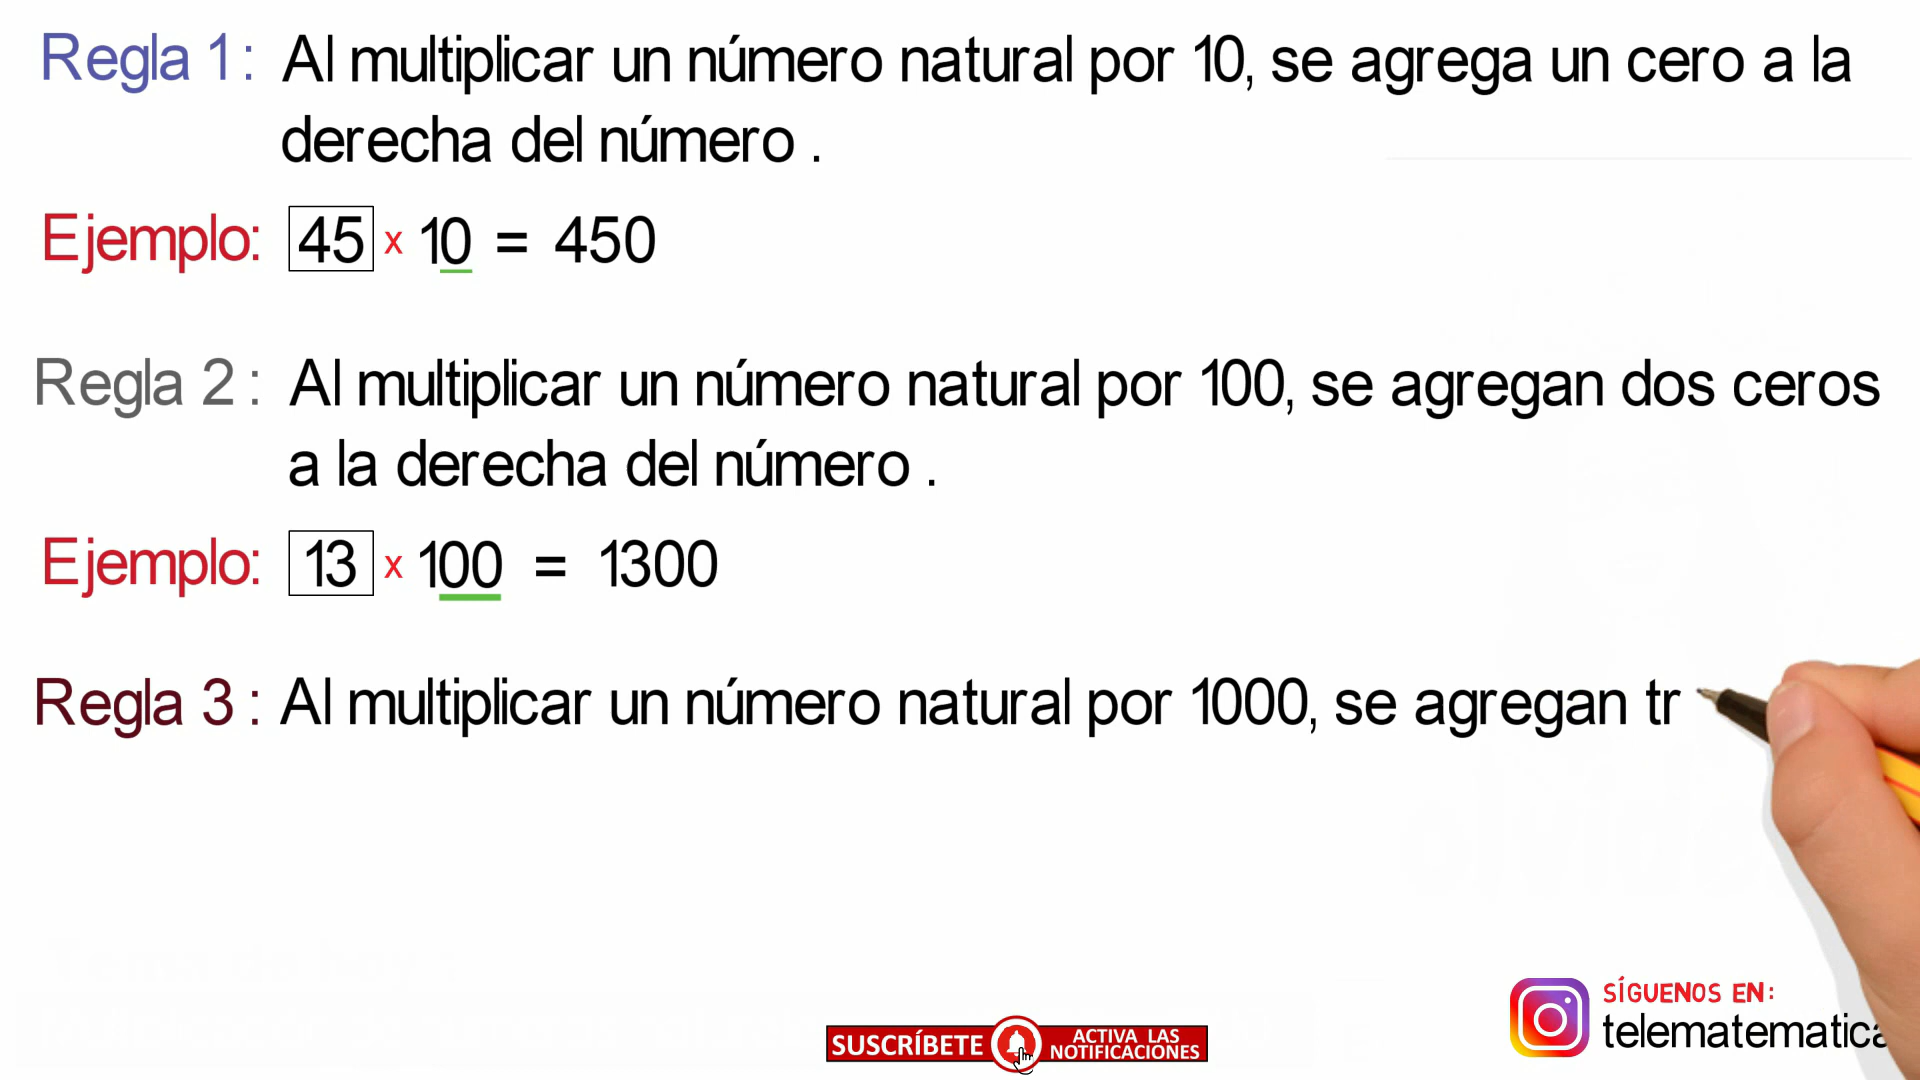 Regla 1 : Al multiplicar un número natural por 10, se agrega un cero a la
derecha del número .
Ejemplo: 45 x 10 = 450
Regla 2 : Al multiplicar un número natural por 100, se agregan dos ceros
a la derecha del número .
Ejemplo: 13 x 100 = 1300
Regla 3 : Al multiplicar un número natural por 1000, se agregan tr
SÍGUENOS EN:
telematematica
SUSCRÍBETE
ACTIVA LAS
NOTIFICACIONES